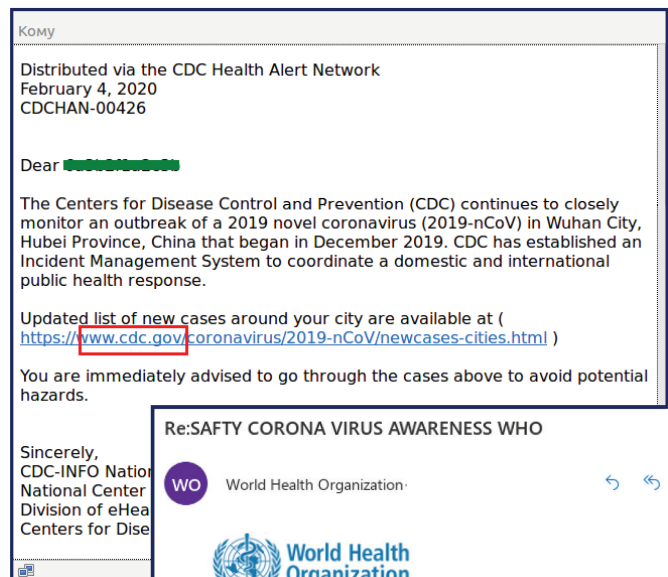 Кому
Distributed via the CDC Health Alert Network
February 4, 2020
CDCHAN-00426
Dear
The Centers for Disease Control and Prevention (CDC) continues to closely
monitor an outbreak of a 2019 novel coronavirus (2019-nCoV) in Wuhan City,
Hubei Province, China that began in December 2019. CDC has established an
Incident Management System to coordinate a domestic and international
public health response.
Updated list of new cases around your city are available at (
https://www.cdc.gov/coronavirus/2019-nCoV/newcases-cities.html )
You are immediately advised to go through the cases above to avoid potential
hazards.
Sincerely,
CDC-INFO Nation
National Center
Division of eHea
Centers for Dise
Re:SAFTY CORONA VIRUS AWARENESS WHO
WO
World Health Organization
World Health
Organization